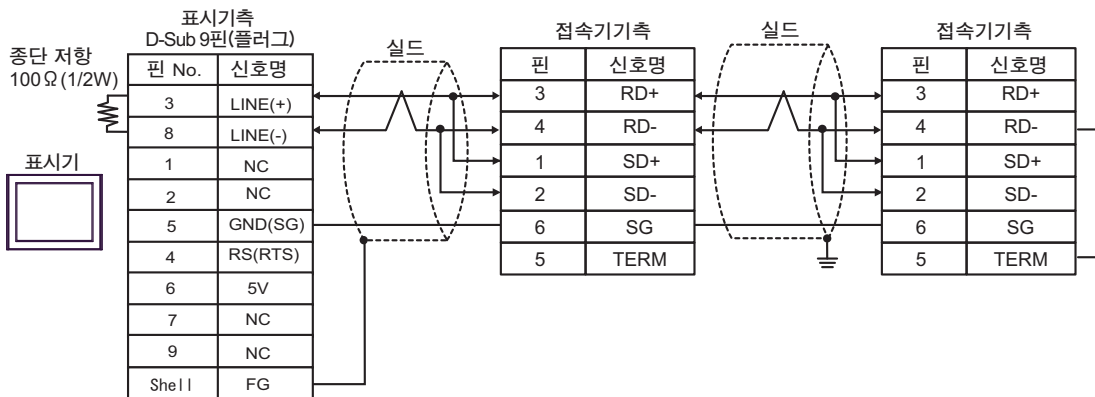 표시기측
D-Sub 9핀(플러그)
종단 저항
100Ω(1/2W)
표시기
핀 No. 신호명
3 LINE(+)
8 LINE(-)
1 NC
2 NC
5 GND(SG)
4 RS(RTS)
6 5V
7 NC
9 NC
Shell FG
실드
접속기기측
핀 신호명
3 RD+
4 RD-
1 SD+
2 SD-
6 SG
5 TERM
실드
접속기기측
핀 신호명
3 RD+
4 RD-
1 SD+
2 SD-
6 SG
5 TERM